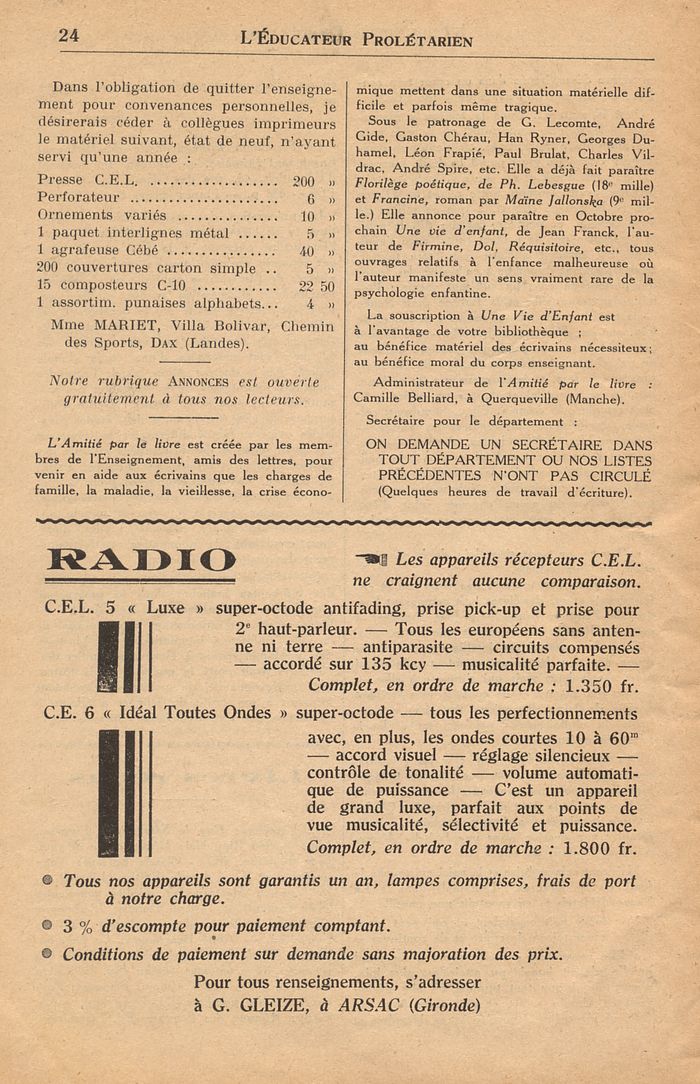 24
L'ÉDUCATEUR PROLÉTARIEN
Dans l'obligation de quitter l'enseigne-
ment pour convenances personnelles, je
désirerais céder à collègues imprimeurs
le matériel suivant, état de neuf, n'ayant
servi qu'une année :
Presse C.E.L. .................. 200 »
Perforateur ..................... 6 »
Ornements variés ................ 10 »
1 paquet interlignes métal ...... 5 »
1 agrafeuse Cébé ................ 40 »
200 couvertures carton simple .. 5 »
15 composteurs C-10 ............ 22 50
1 assortim. punaises alphabets... 4 »
Mme MARIET, Villa Bolivar, Chemin
des Sports, DAX (Landes).
Notre rubrique ANNONCES est ouverte
gratuitement à tous nos lecteurs.
L'Amitié par le livre est créée par les mem-
bres de l'Enseignement, amis des lettres, pour
venir en aide aux écrivains que les charges de
famille, la maladie, la vieillesse, la crise écono-
mique mettent dans une situation matérielle dif-
ficile et parfois même tragique.
Sous le patronage de G. Lecomte, André
Gide, Gaston Chérau, Han Ryner, Georges Du-
hamel, Léon Frapié, Paul Brulat, Charles Vil-
drac, André Spire, etc. Elle a déjà fait paraître
Florilège poétique, de Ph. Lebesgue (18e mille)
et Francine, roman par Maïne Jallonska (9e mil-
le.) Elle annonce pour paraître en Octobre pro-
chain Une vie d'enfant, de Jean Franck, l'au-
teur de Firmine, Dol, Réquisitoire, etc., tous
ouvrages relatifs à l'enfance malheureuse où
l'auteur manifeste un sens vraiment rare de la
psychologie enfantine.
La souscription à Une Vie d'Enfant est
à l'avantage de votre bibliothèque ;
au bénéfice matériel des écrivains nécessiteux ;
au bénéfice moral du corps enseignant.
Administrateur de l'Amitié par le livre :
Camille Belliard, à Querqueville (Manche).
Secrétaire pour le département :
ON DEMANDE UN SECRÉTAIRE DANS
TOUT DÉPARTEMENT OU NOS LISTES
PRÉCÉDENTES N'ONT PAS CIRCULÉ
(Quelques heures de travail d'écriture).
RADIO
Les appareils récepteurs C.E.L.
ne craignent aucune comparaison.
C.E.L. 5 « Luxe » super-octode antifading, prise pick-up et prise pour
2e haut-parleur. — Tous les européens sans anten-
ne ni terre — antiparasite — circuits compensés
— accordé sur 135 kcy — musicalité parfaite. —
Complet, en ordre de marche : 1.350 fr.
C.E. 6 « Idéal Toutes Ondes » super-octode — tous les perfectionnements
avec, en plus, les ondes courtes 10 à 60m
— accord visuel — réglage silencieux —
contrôle de tonalité — volume automati-
que de puissance — C'est un appareil
de grand luxe, parfait aux points de
vue musicalité, sélectivité et puissance.
Complet, en ordre de marche : 1.800 fr.
Tous nos appareils sont garantis un an, lampes comprises, frais de port
à notre charge.
3 % d'escompte pour paiement comptant.
Conditions de paiement sur demande sans majoration des prix.
Pour tous renseignements, s'adresser
à G. GLEIZE, à ARSAC (Gironde)